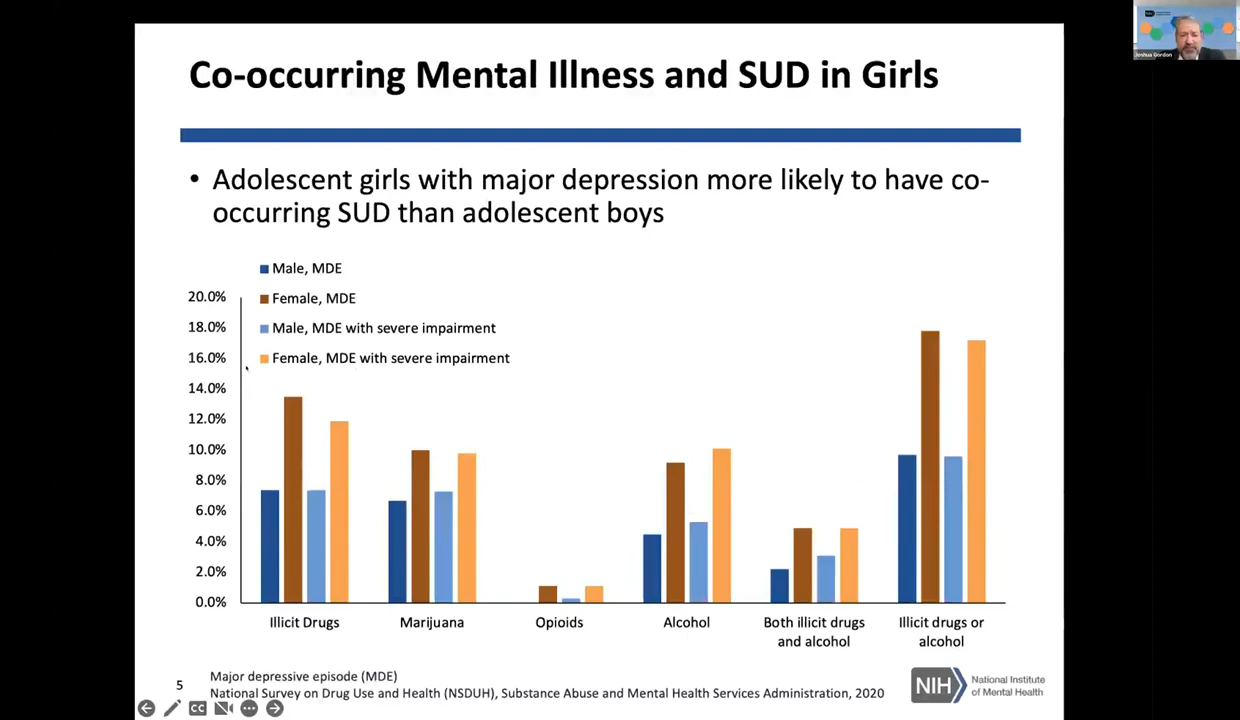 Co-occurring Mental Illness and SUD in Girls
• Adolescent girls with major depression more likely to have co-
occurring SUD than adolescent boys
Male, MDE
Female, MDE
Male, MDE with severe impairment
Female, MDE with severe impairment
20.0%
18.0%
16.0%
14.0%
12.0%
10.0%
8.0%
6.0%
4.0%
2.0%
0.0%
Illicit Drugs
Marijuana
Opioids
Alcohol
Both illicit drugs
and alcohol
Illicit drugs or
alcohol
5
Major depressive episode (MDE)
National Survey on Drug Use and Health (NSDUH), Substance Abuse and Mental Health Services Administration, 2020
NIH
National Institute
of Mental Health
CC
Joshua Gordon